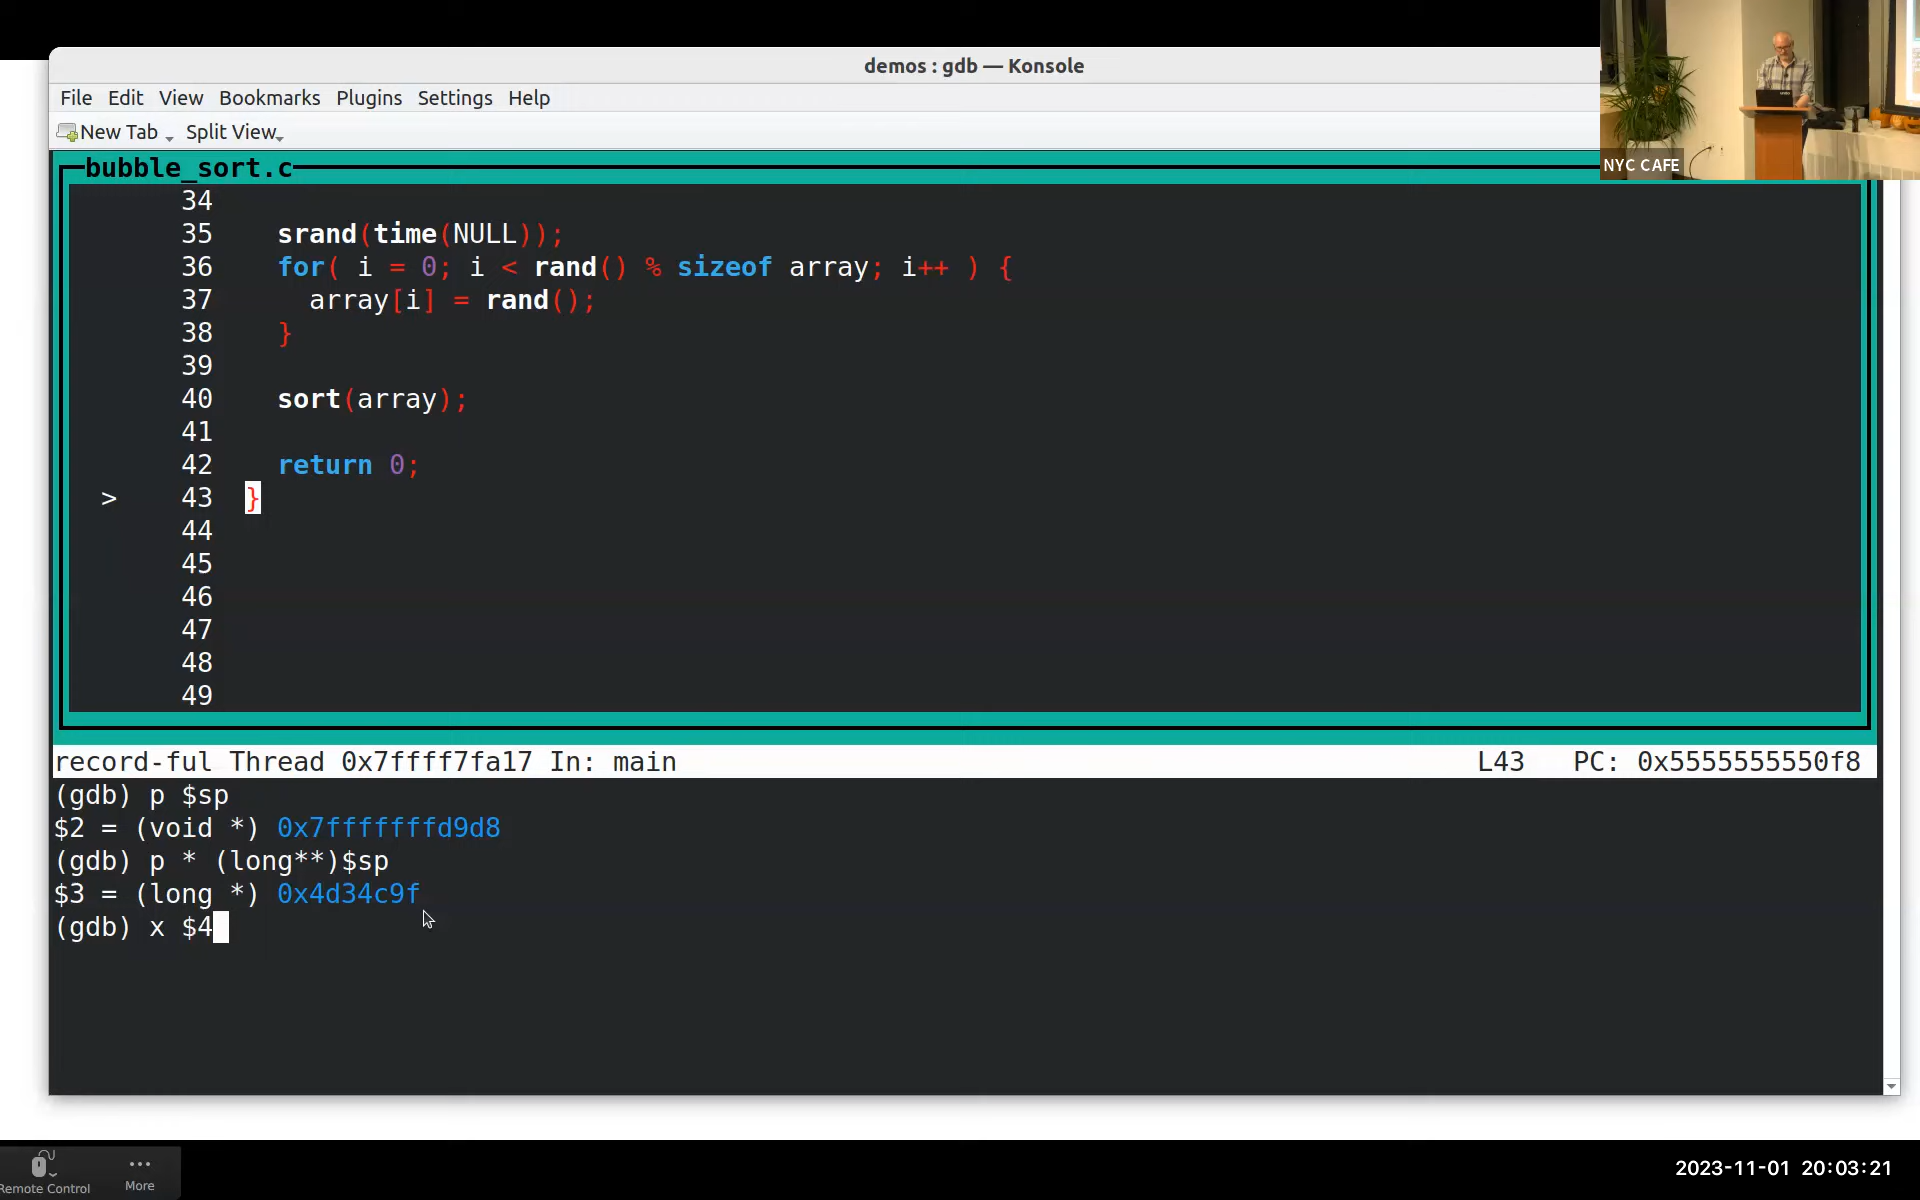 demos : gdb — Konsole
File Edit View Bookmarks Plugins Settings Help
New Tab Split View
NYC CAFE
bubble_sort.c
34
35 srand(time(NULL));
36 for( i = 0; i < rand() % sizeof array; i++ ) {
37 array[i] = rand();
38 }
39
40 sort(array);
41
42 return 0;
> 43 }
44
45
46
47
48
49
record-ful Thread 0x7ffff7fa17 In: main L43 PC: 0x5555555550f8
(gdb) p $sp
$2 = (void *) 0x7fffffffd9d8
(gdb) p * (long**)$sp
$3 = (long *) 0x4d34c9f
(gdb) x $4
Remote Control
More
2023-11-01 20:03:21